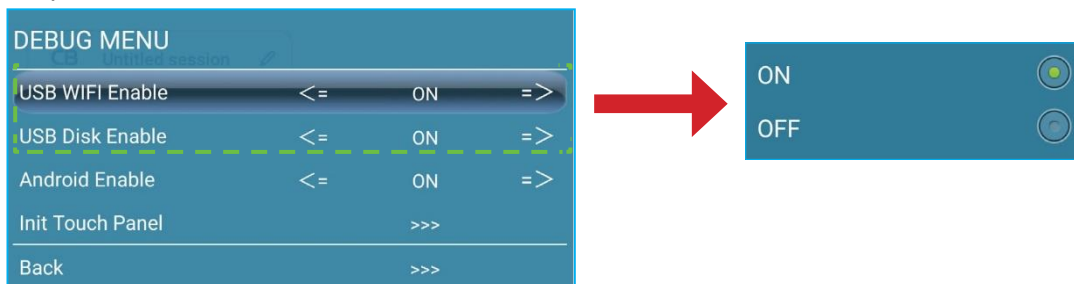 DEBUG MENU
CB Untitled session
USB WIFI Enable <= ON =>
USB Disk Enable <= ON =>
Android Enable <= ON =>
Init Touch Panel >>>
Back >>>
ON
OFF